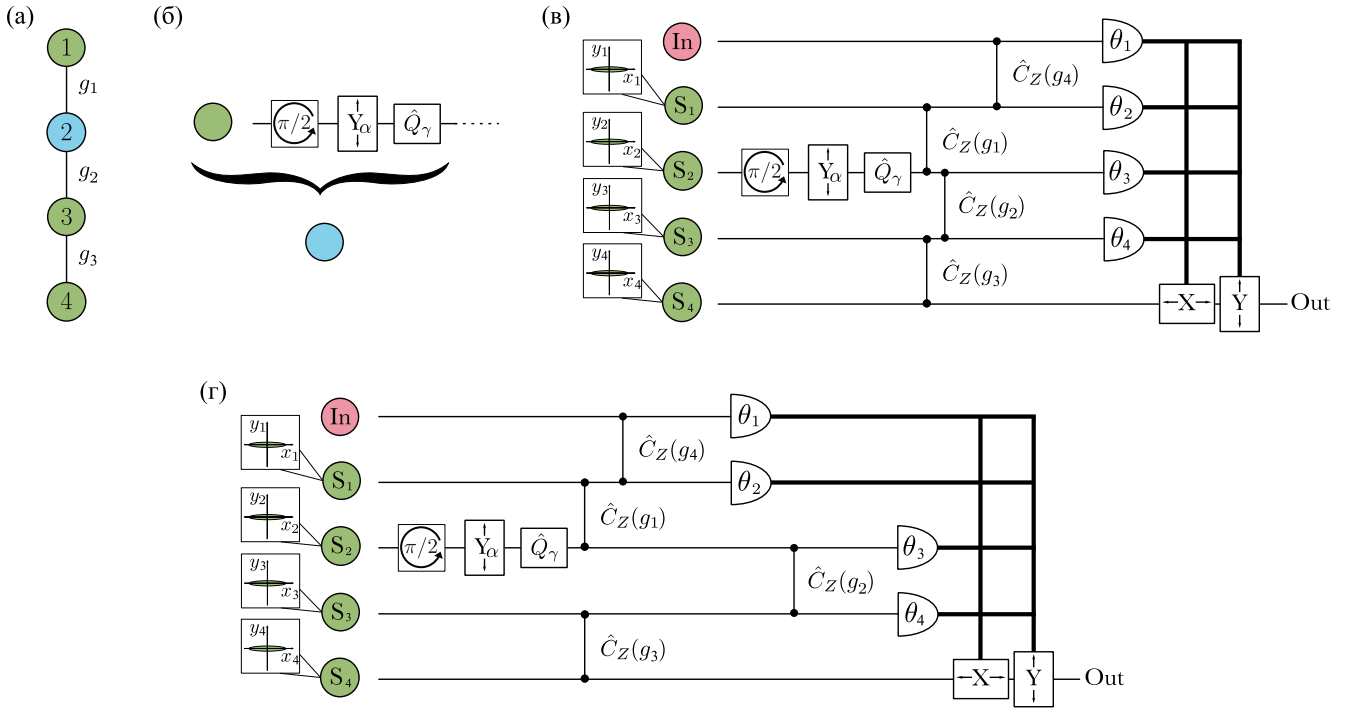 (а)
1
g₁
2
g₂
3
g₃
4
(б)
π/2
Yα
Q̂γ
(в)
In
y₁
x₁
S₁
y₂
x₂
S₂
y₃
x₃
S₃
y₄
x₄
S₄
π/2
Yα
Q̂γ
Ĉ_Z(g₄)
Ĉ_Z(g₁)
Ĉ_Z(g₂)
Ĉ_Z(g₃)
θ₁
θ₂
θ₃
θ₄
X
Y
Out
(г)
In
y₁
x₁
S₁
y₂
x₂
S₂
y₃
x₃
S₃
y₄
x₄
S₄
π/2
Yα
Q̂γ
Ĉ_Z(g₄)
Ĉ_Z(g₁)
Ĉ_Z(g₂)
Ĉ_Z(g₃)
θ₁
θ₂
θ₃
θ₄
X
Y
Out